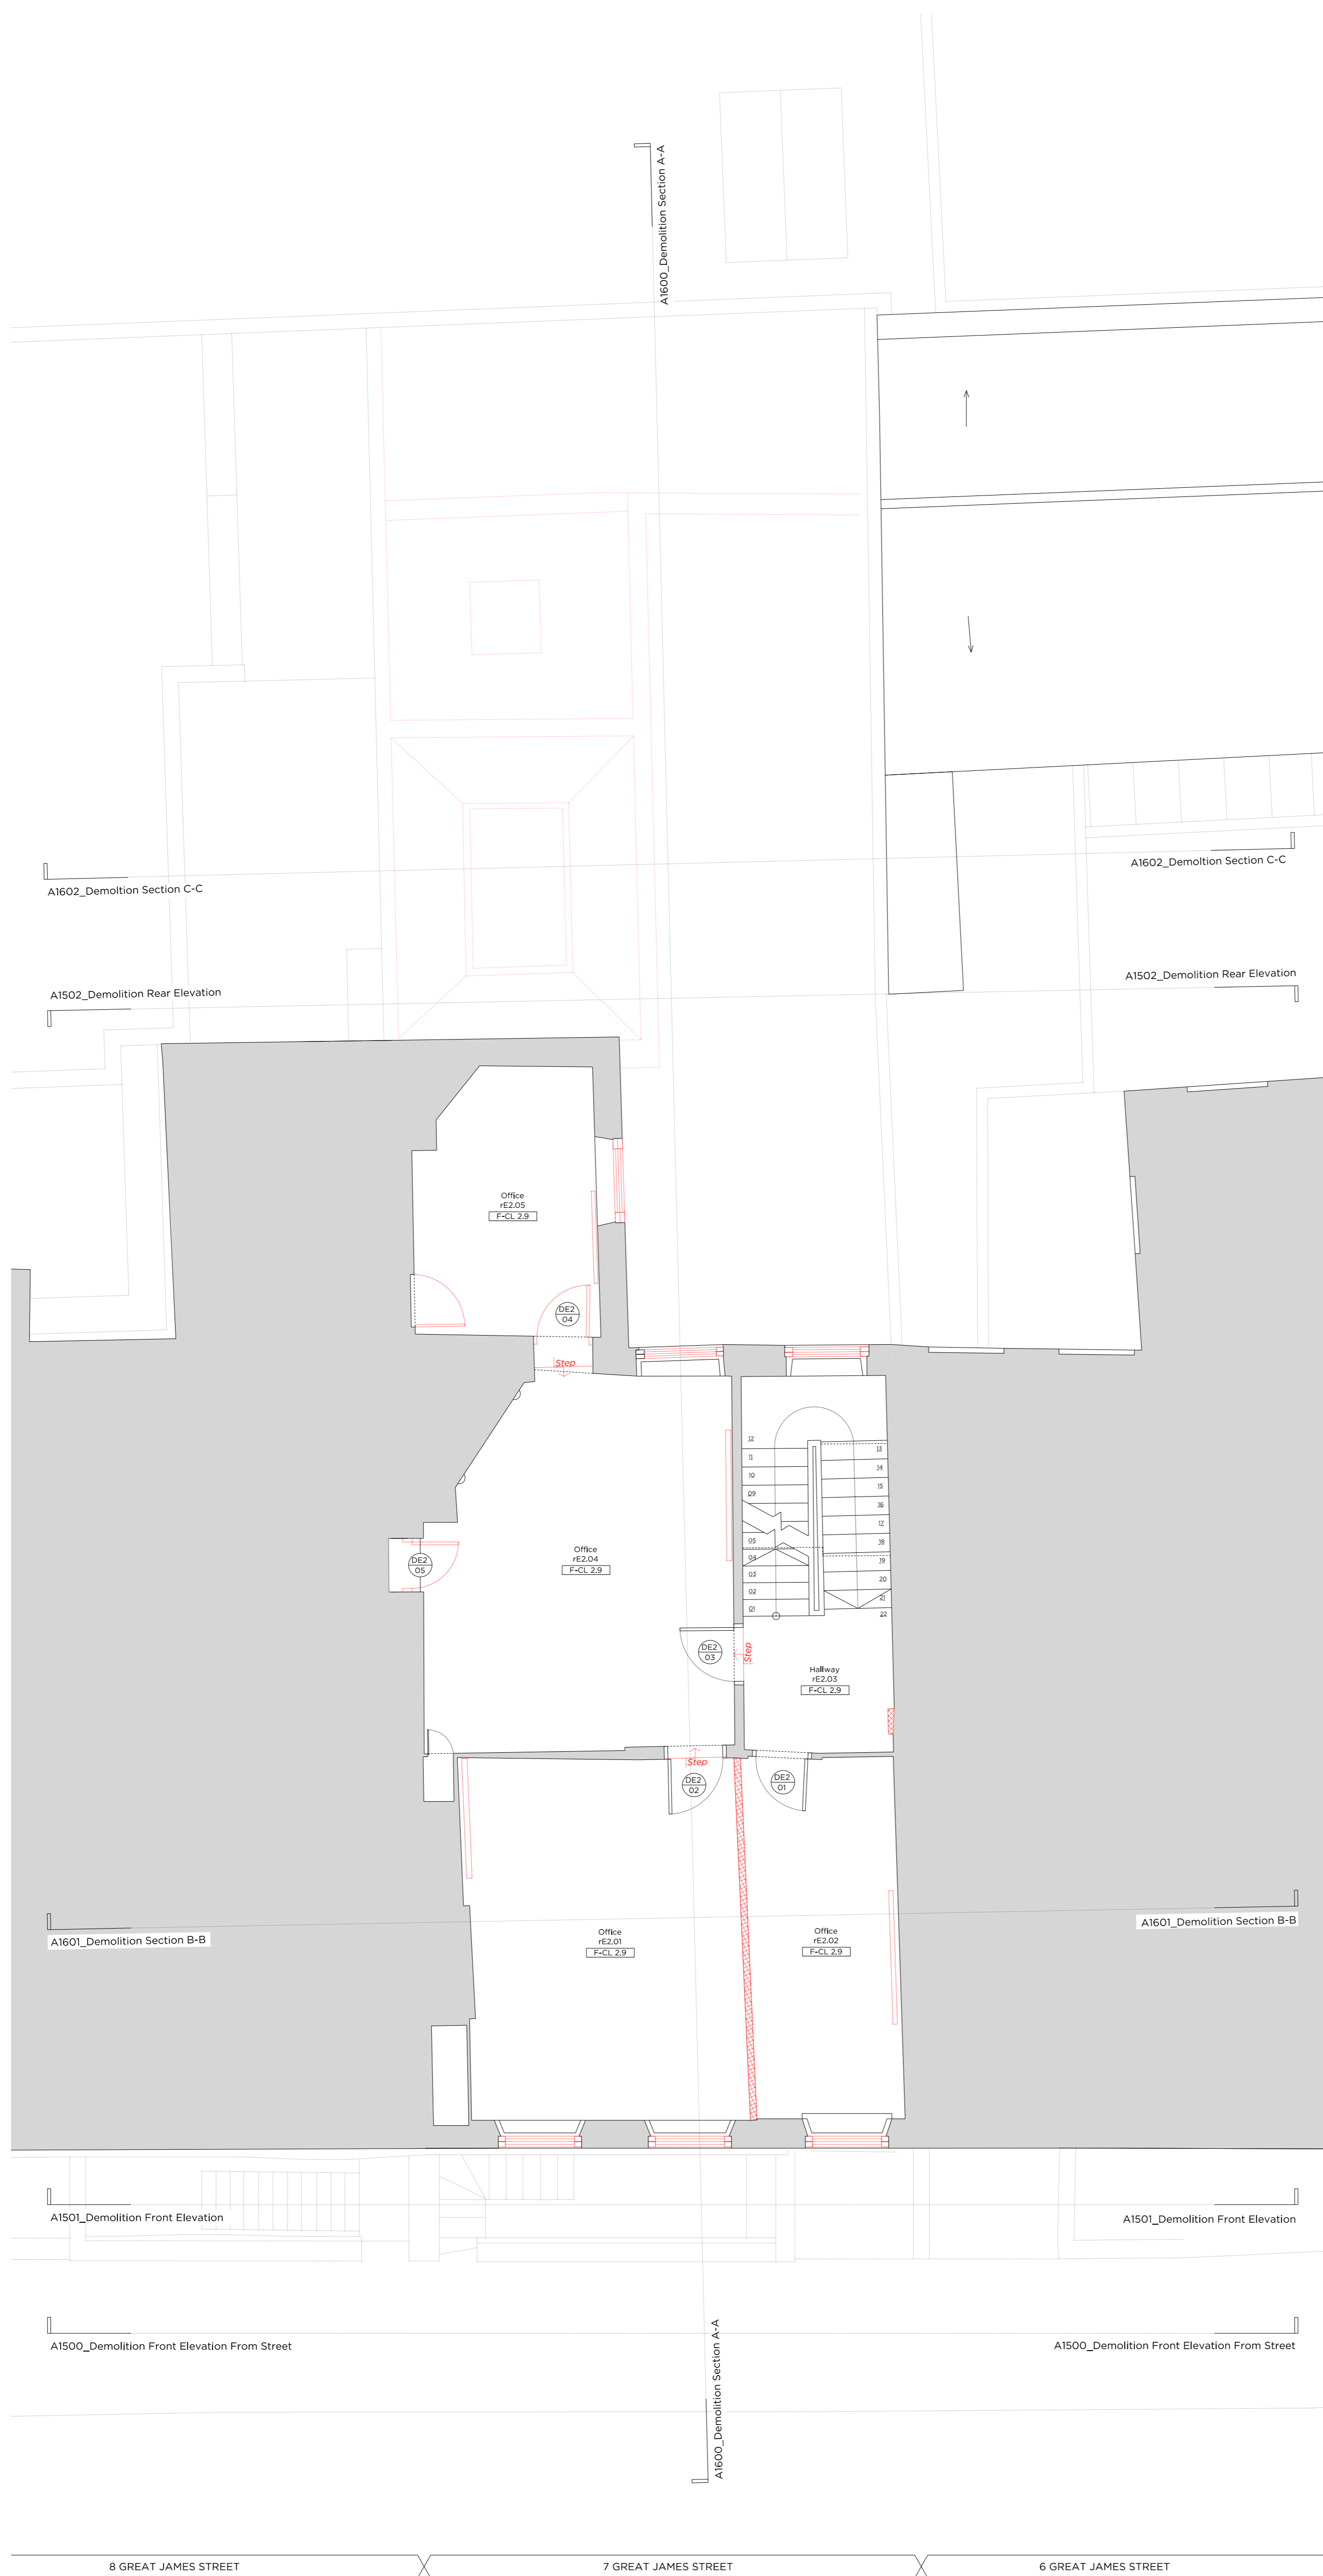 A1600_Demolition Section A-A
A1602_Demoltion Section C-C
A1602_Demoltion Section C-C
A1502_Demolition Rear Elevation
A1502_Demolition Rear Elevation
Office
rE2.05
F-CL 2.9
DE2
04
Step
12
11
10
09
05
04
03
02
01
13
14
15
16
17
18
19
20
21
22
Office
rE2.04
F-CL 2.9
DE2
05
DE2
03
Step
Hallway
rE2.03
F-CL 2.9
Step
DE2
02
DE2
01
Office
rE2.01
F-CL 2.9
Office
rE2.02
F-CL 2.9
A1601_Demolition Section B-B
A1601_Demolition Section B-B
A1501_Demolition Front Elevation
A1501_Demolition Front Elevation
A1500_Demolition Front Elevation From Street
A1500_Demolition Front Elevation From Street
A1600_Demolition Section A-A
8 GREAT JAMES STREET
7 GREAT JAMES STREET
6 GREAT JAMES STREET